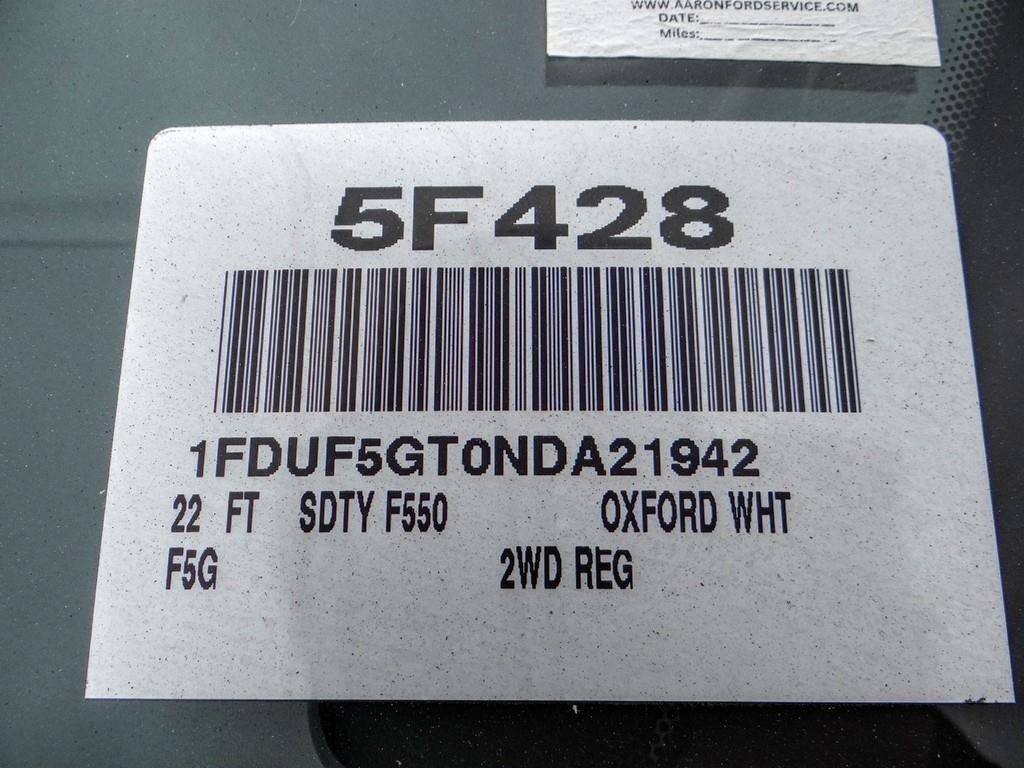 WWW.AARONFORDSERVICE.COM
DATE:
Miles:
5F428
1FDUF5GT0NDA21942
22 FT SDTY F550 OXFORD WHT
F5G 2WD REG